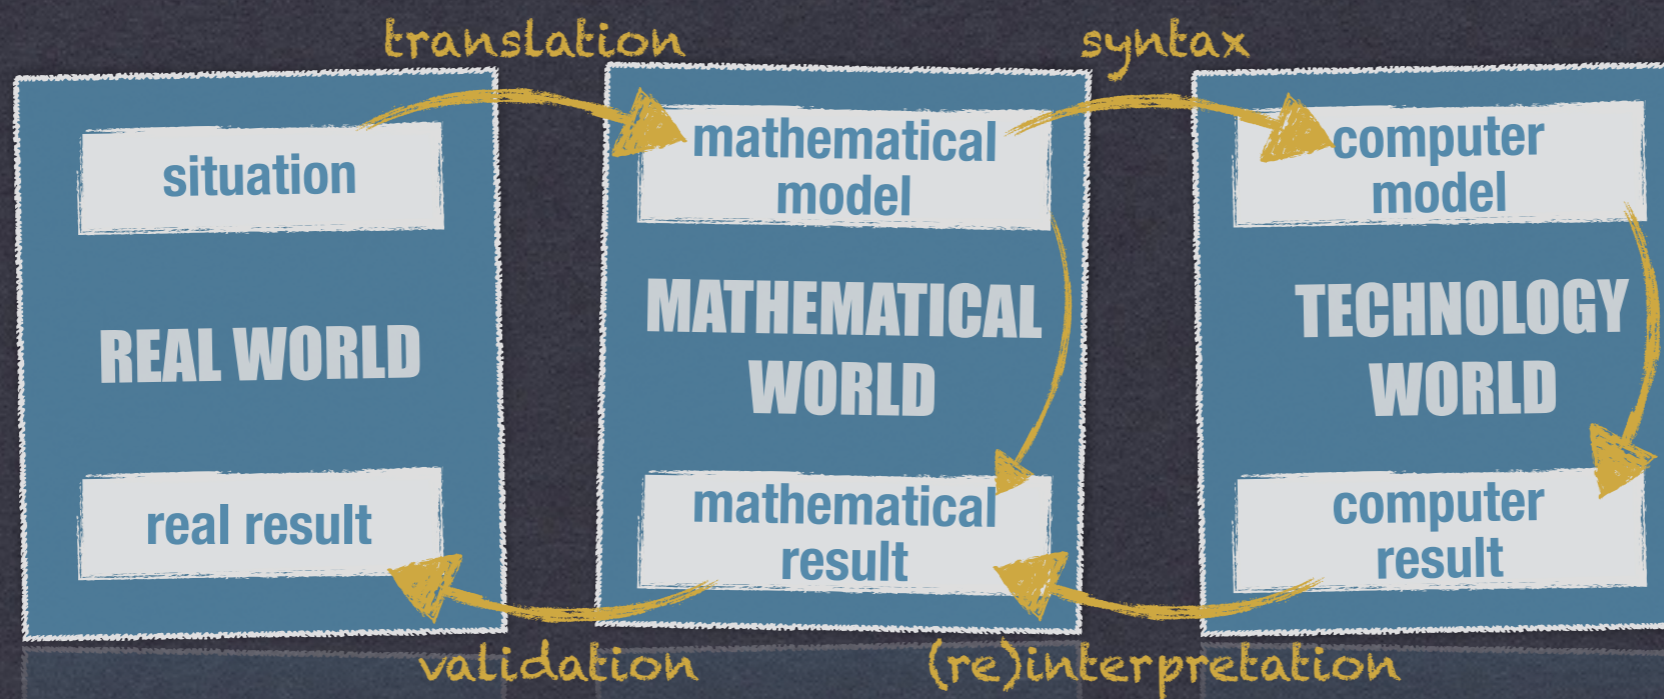 translation
syntax
situation
mathematical
model
computer
model
REAL WORLD
MATHEMATICAL
WORLD
TECHNOLOGY
WORLD
real result
mathematical
result
computer
result
validation
(re)interpretation